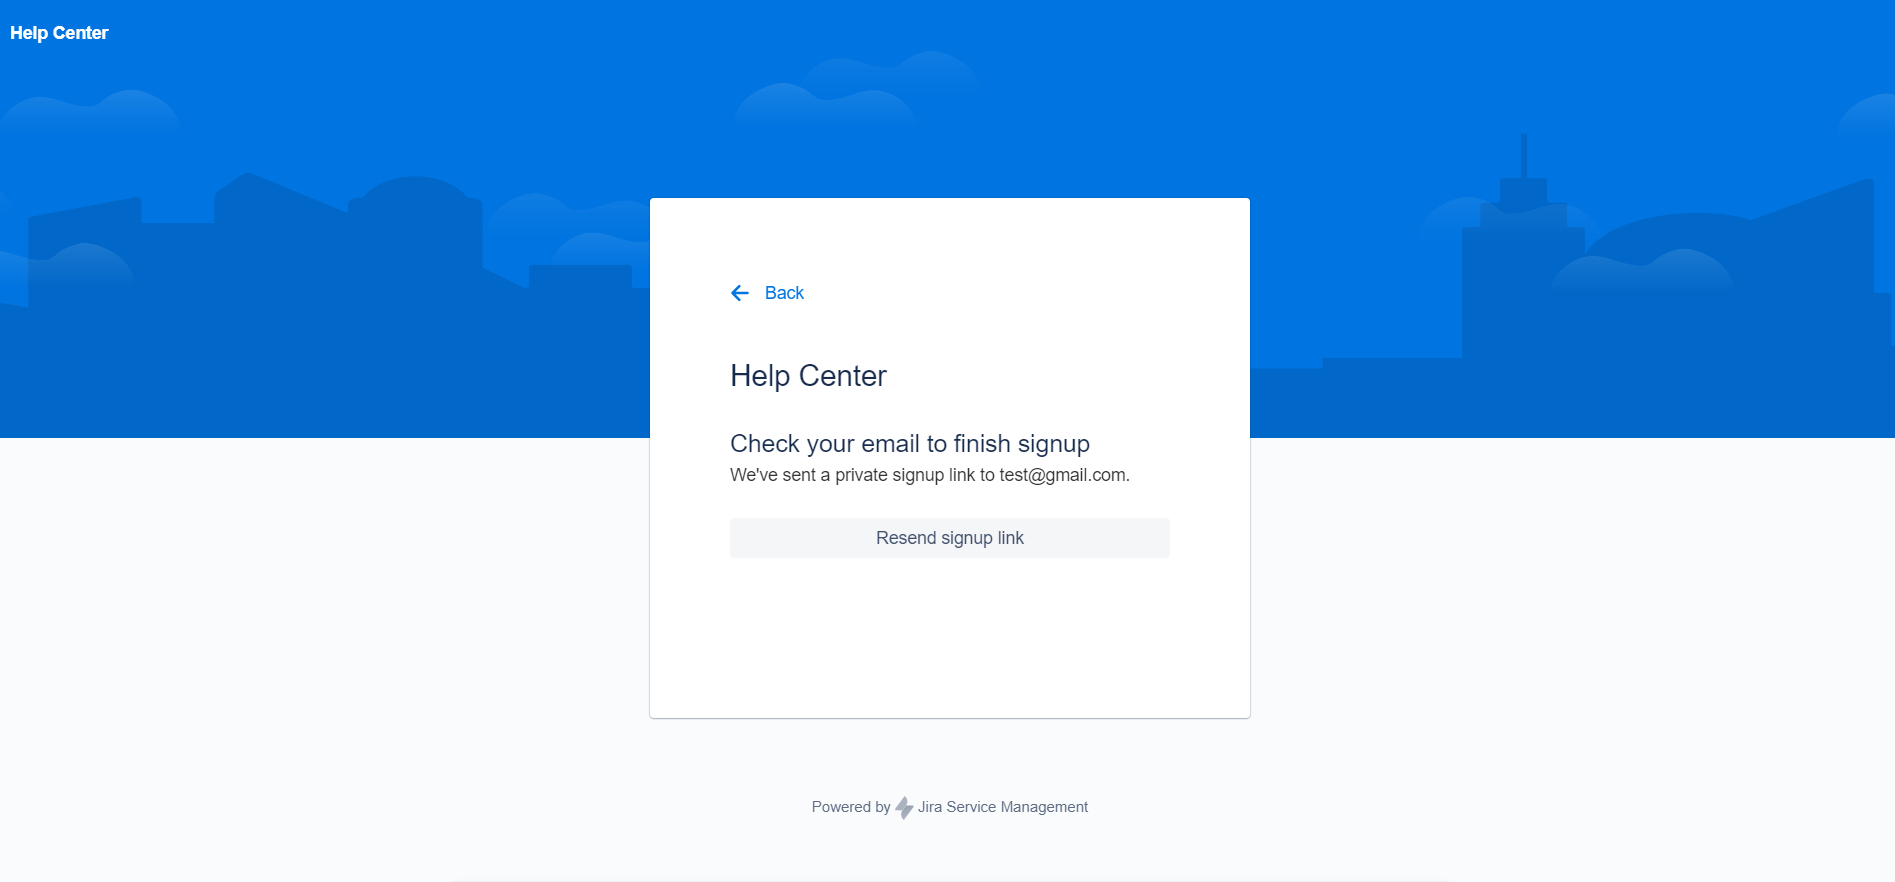 Help Center
Back
Help Center
Check your email to finish signup
We've sent a private signup link to test@gmail.com.
Resend signup link
Powered by Jira Service Management